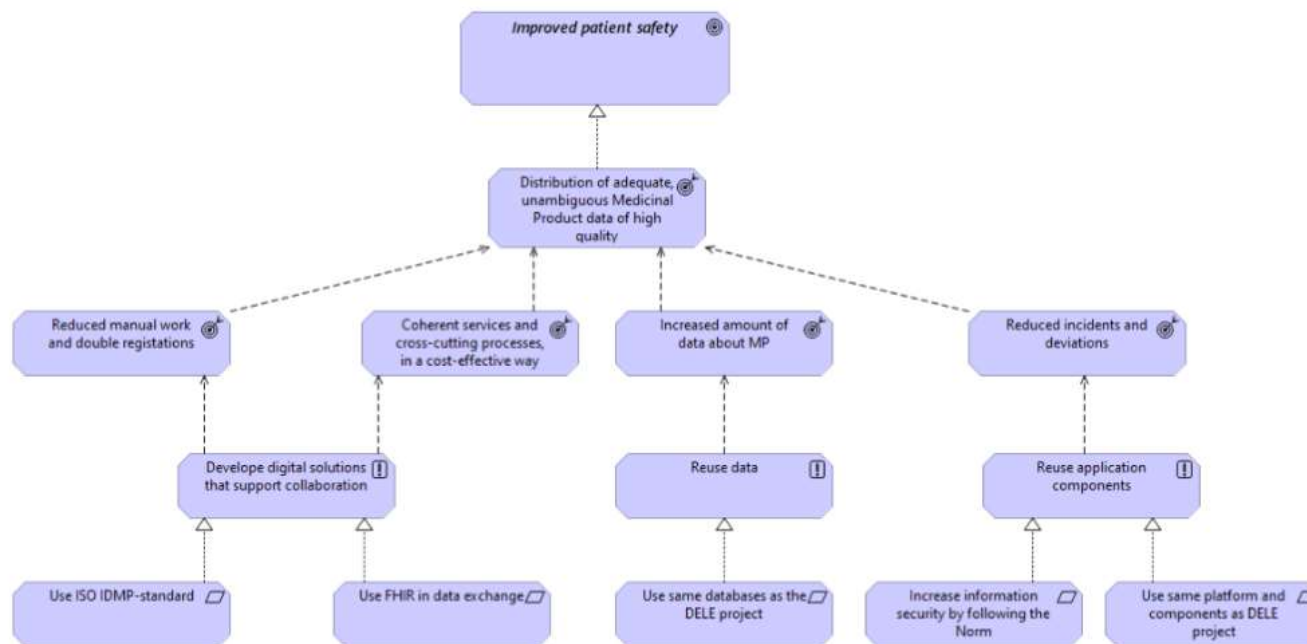 Improved patient safety
Distribution of adequate,
unambiguous Medicinal
Product data of high
quality
Reduced manual work
and double registations
Coherent services and
cross-cutting processes,
in a cost-effective way
Increased amount of
data about MP
Reduced incidents and
deviations
Develope digital solutions
that support collaboration
Reuse data
Reuse application
components
Use ISO IDMP-standard
Use FHIR in data exchange
Use same databases as the
DELE project
Increase information
security by following the
Norm
Use same platform and
components as DELE
project